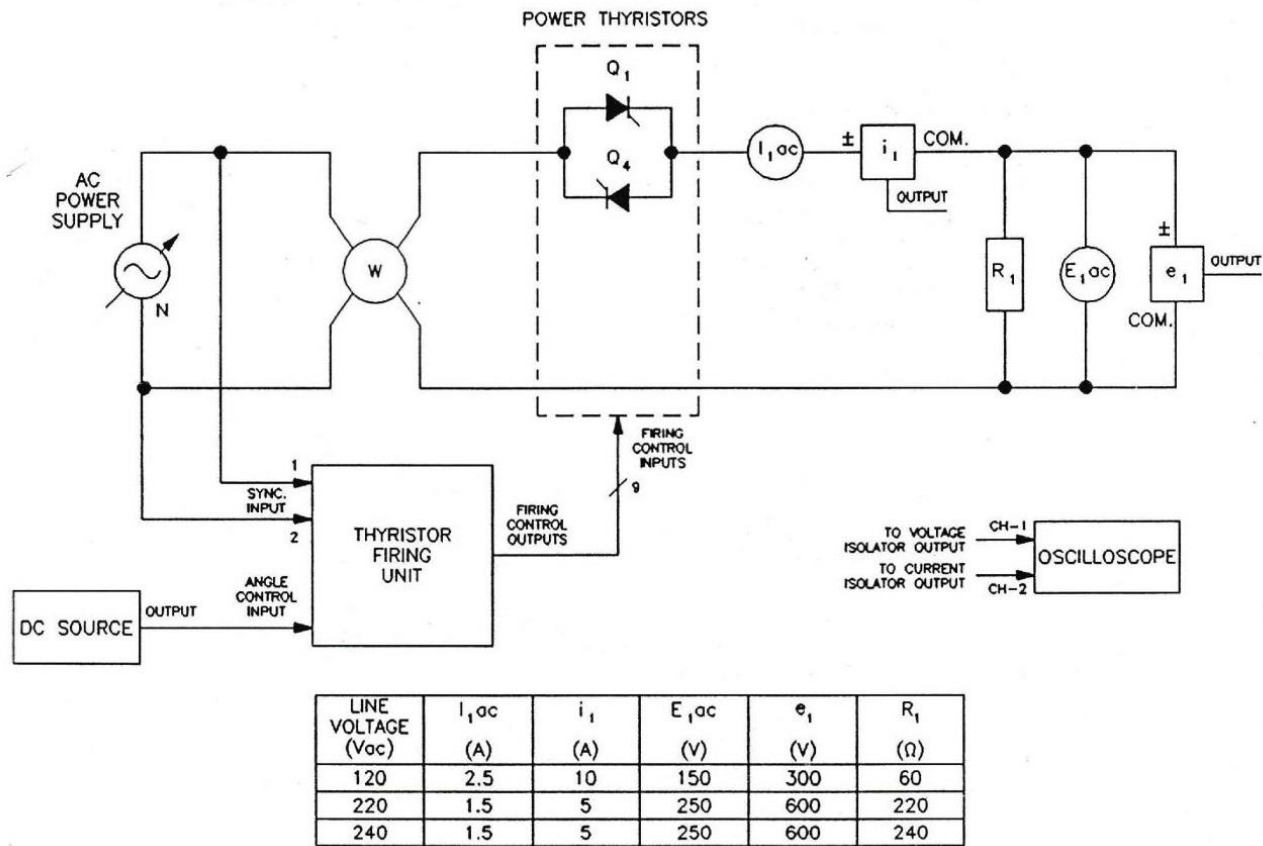 POWER THYRISTORS
Q1
Q4
AC
POWER
SUPPLY
N
W
I1ac
±
i1
COM.
OUTPUT
R1
E1ac
±
e1
OUTPUT
COM.
FIRING
CONTROL
INPUTS
9
1
SYNC.
INPUT
2
THYRISTOR
FIRING
UNIT
FIRING
CONTROL
OUTPUTS
ANGLE
CONTROL
INPUT
OUTPUT
DC SOURCE
TO VOLTAGE
ISOLATOR OUTPUT
CH-1
TO CURRENT
ISOLATOR OUTPUT
CH-2
OSCILLOSCOPE
LINE VOLTAGE (Vac) I1ac (A) i1 (A) E1ac (V) e1 (V) R1 (Ω)
120 2.5 10 150 300 60
220 1.5 5 250 600 220
240 1.5 5 250 600 240